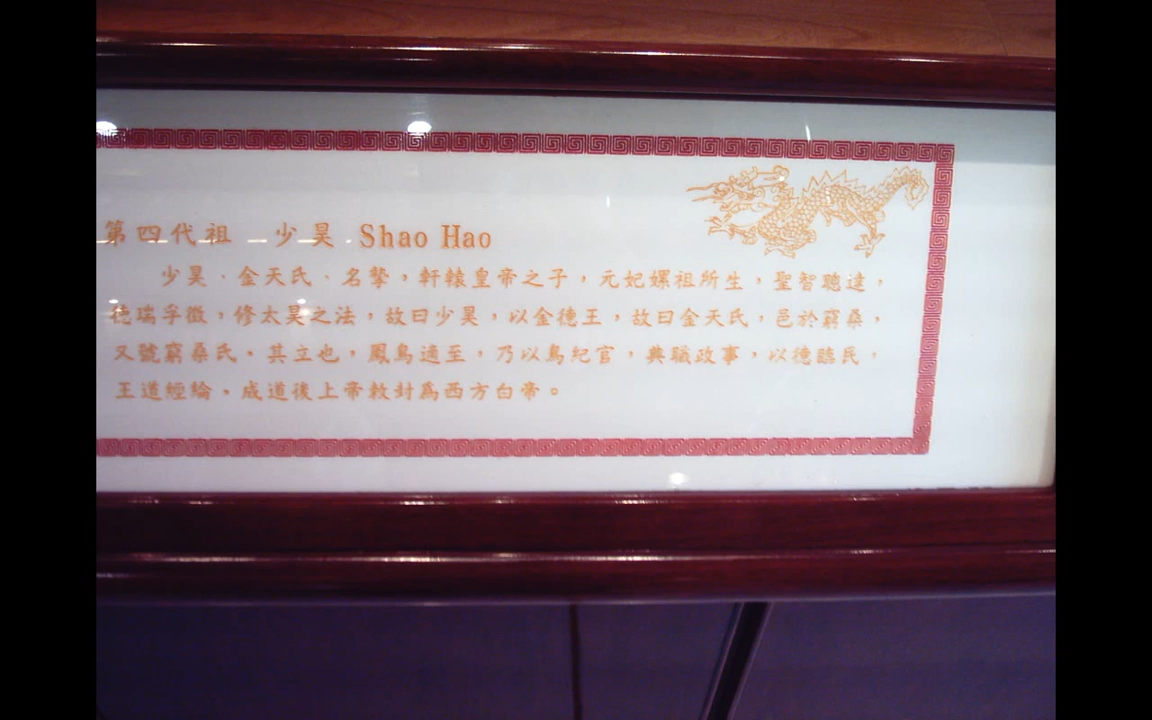 第四代祖 少昊 Shao Hao
少昊、金天氏、名摯，軒轅皇帝之子，元妃嫘祖所生，聖智聰達，
德瑞孚徵，修太昊之法，故曰少昊，以金德王，故曰金天氏，邑於窮桑，
又號窮桑氏。其立也，鳳鳥適至，乃以鳥紀官，典職政事，以德聽民，
王道經綸。成道後上帝敕封為西方白帝。